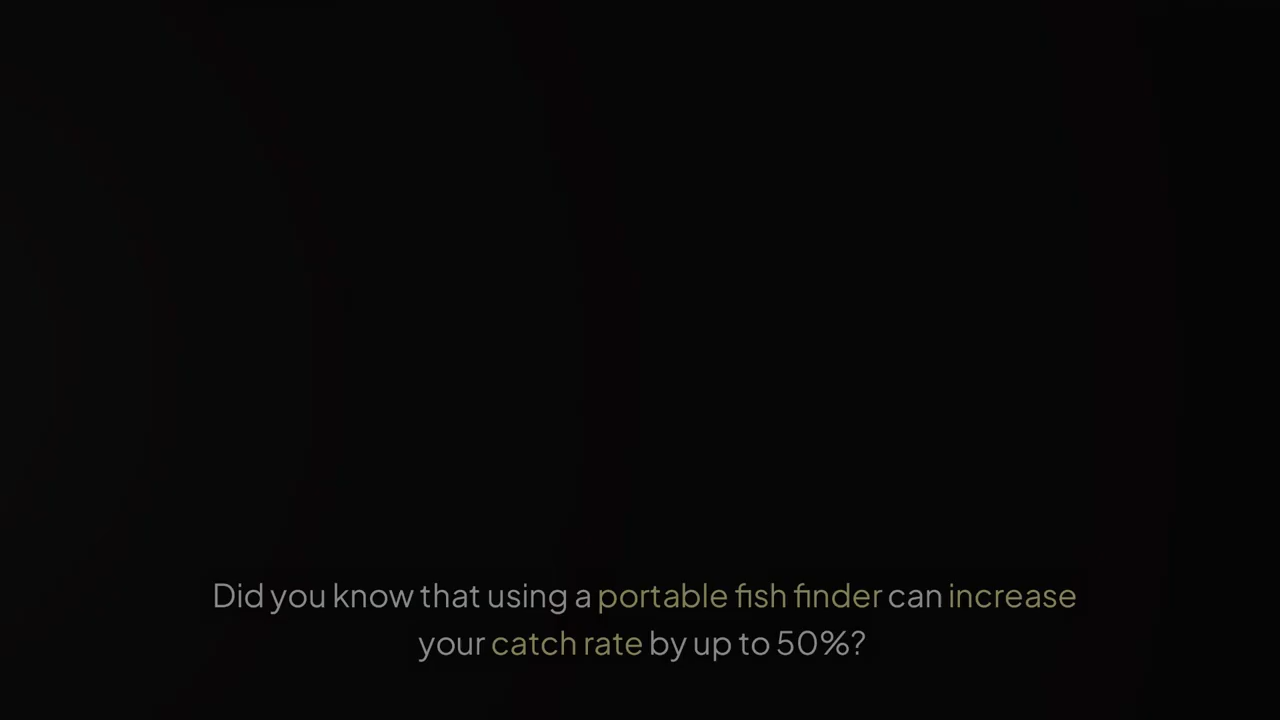 Did you know that using a portable fish finder can increase
your catch rate by up to 50%?